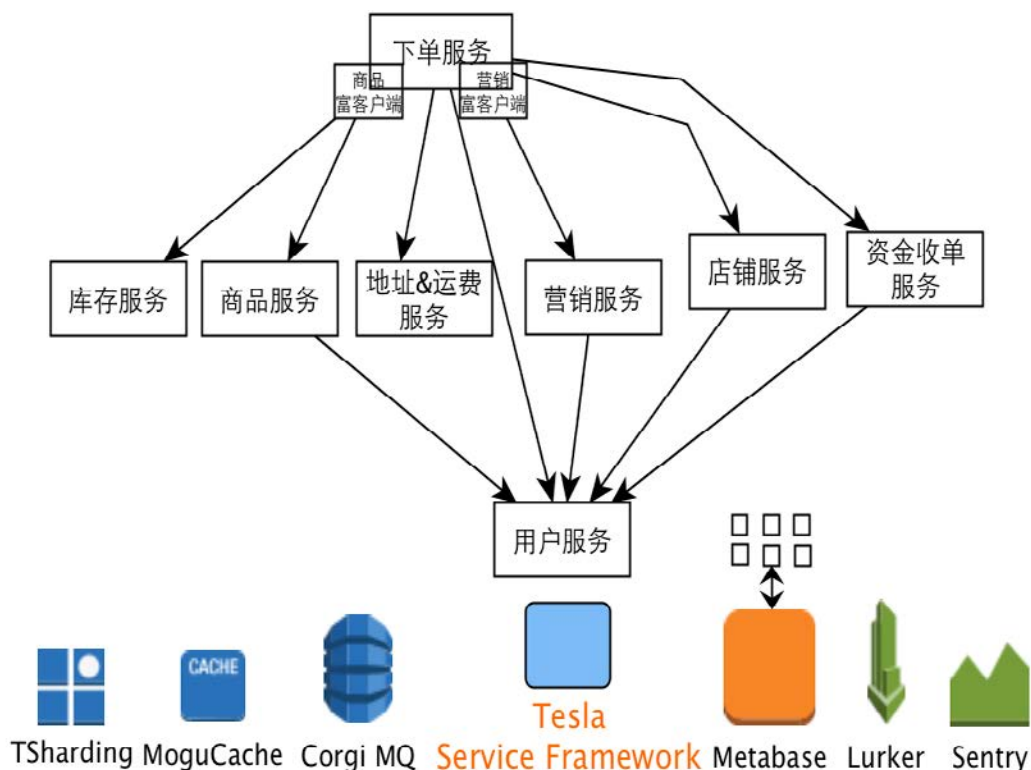 下单服务
商品
富客户端
营销
富客户端
库存服务
商品服务
地址&运费
服务
营销服务
店铺服务
资金收单
服务
用户服务
CACHE
TSharding
MoguCache
Corgi MQ
Tesla
Service Framework
Metabase
Lurker
Sentry